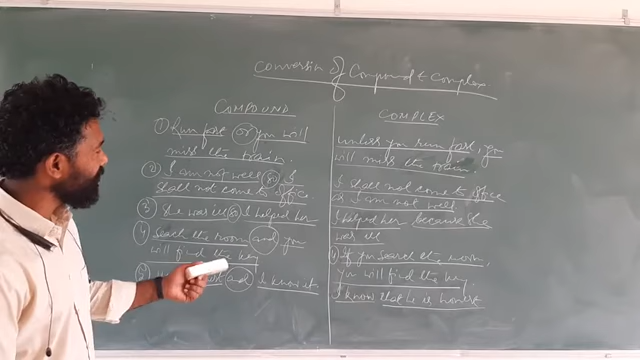 Conversion of Compound & Complex
COMPOUND
① Run fast or you will
miss the train.
② I am not well so I
shall not come to office.
③ She was ill so I helped her
4) Seach the room and you
will find the key
⑤ and I know it.
COMPLEX
Unless you run fast, you
will miss the train.
I shall not come to office
as I am not well
I helped her because she
was ill
4) If you search the room,
you will find the key,
I know that he is honest